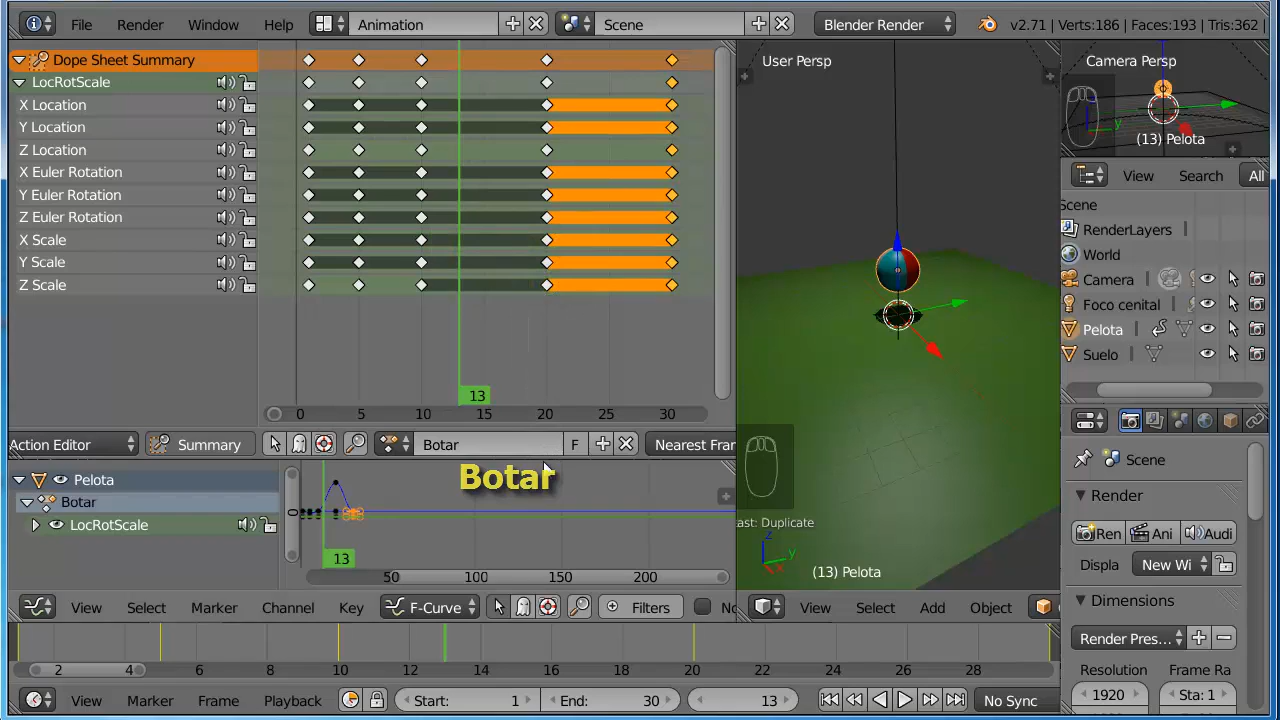 File Render Window Help Animation Scene Blender Render v2.71 | Verts:186 | Faces:193 | Tris:362
Dope Sheet Summary
LocRotScale
X Location
Y Location
Z Location
X Euler Rotation
Y Euler Rotation
Z Euler Rotation
X Scale
Y Scale
Z Scale
13
0 5 10 15 20 25 30
Action Editor Summary Botar F Nearest Fran
Botar
Pelota
Botar
LocRotScale
0
13
50 100 150 200
View Select Marker Channel Key F-Curve Filters
2 4 6 8 10 12 14 16 18 20 22 24 26 28
View Marker Frame Playback Start: 1 End: 30 13 No Sync
User Persp
ast: Duplicate
z
y
x
(13) Pelota
View Select Add Object
Camera Persp
y
(13) Pelota
View Search All
Scene
RenderLayers
World
Camera
Foco cenital
Pelota
Suelo
Scene
Render
Ren Ani Audi
Displa New Wi
Dimensions
Render Pres...
Resolution Frame Ra
1920 Sta: 1